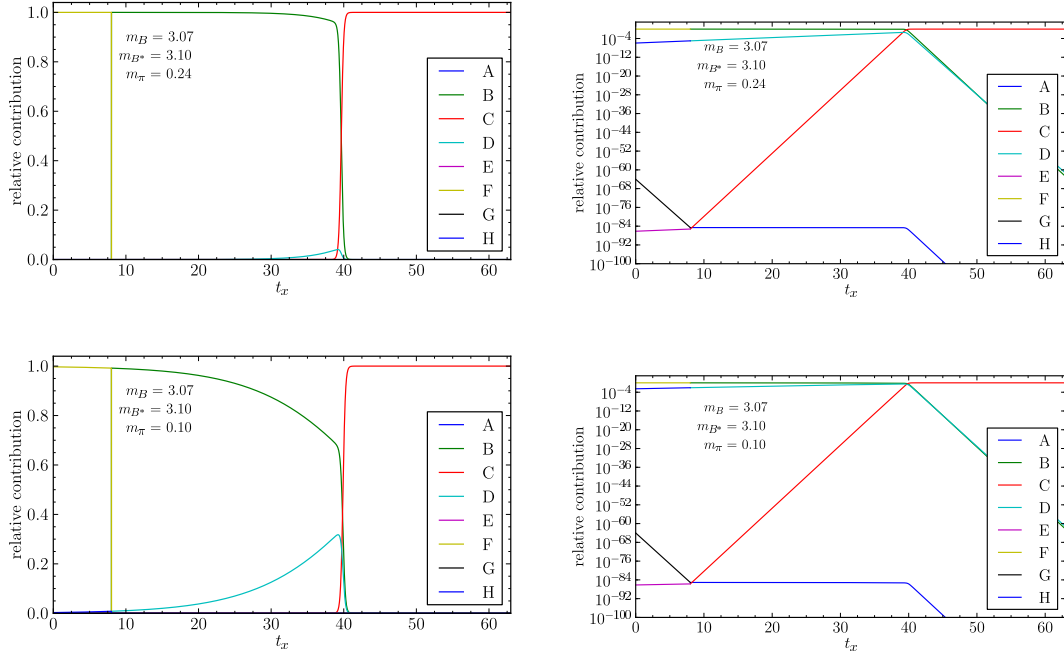 1.0
0.8
0.6
0.4
0.2
0.0
relative contribution
m_B = 3.07
m_{B*} = 3.10
m_π = 0.24
A
B
C
D
E
F
G
H
0 10 20 30 40 50 60
t_x
10^{-4}
10^{-12}
10^{-20}
10^{-28}
10^{-36}
10^{-44}
10^{-52}
10^{-60}
10^{-68}
10^{-76}
10^{-84}
10^{-92}
10^{-100}
relative contribution
m_B = 3.07
m_{B*} = 3.10
m_π = 0.24
A
B
C
D
E
F
G
H
0 10 20 30 40 50 60
t_x
1.0
0.8
0.6
0.4
0.2
0.0
relative contribution
m_B = 3.07
m_{B*} = 3.10
m_π = 0.10
A
B
C
D
E
F
G
H
0 10 20 30 40 50 60
t_x
10^{-4}
10^{-12}
10^{-20}
10^{-28}
10^{-36}
10^{-44}
10^{-52}
10^{-60}
10^{-68}
10^{-76}
10^{-84}
10^{-92}
10^{-100}
relative contribution
m_B = 3.07
m_{B*} = 3.10
m_π = 0.10
A
B
C
D
E
F
G
H
0 10 20 30 40 50 60
t_x